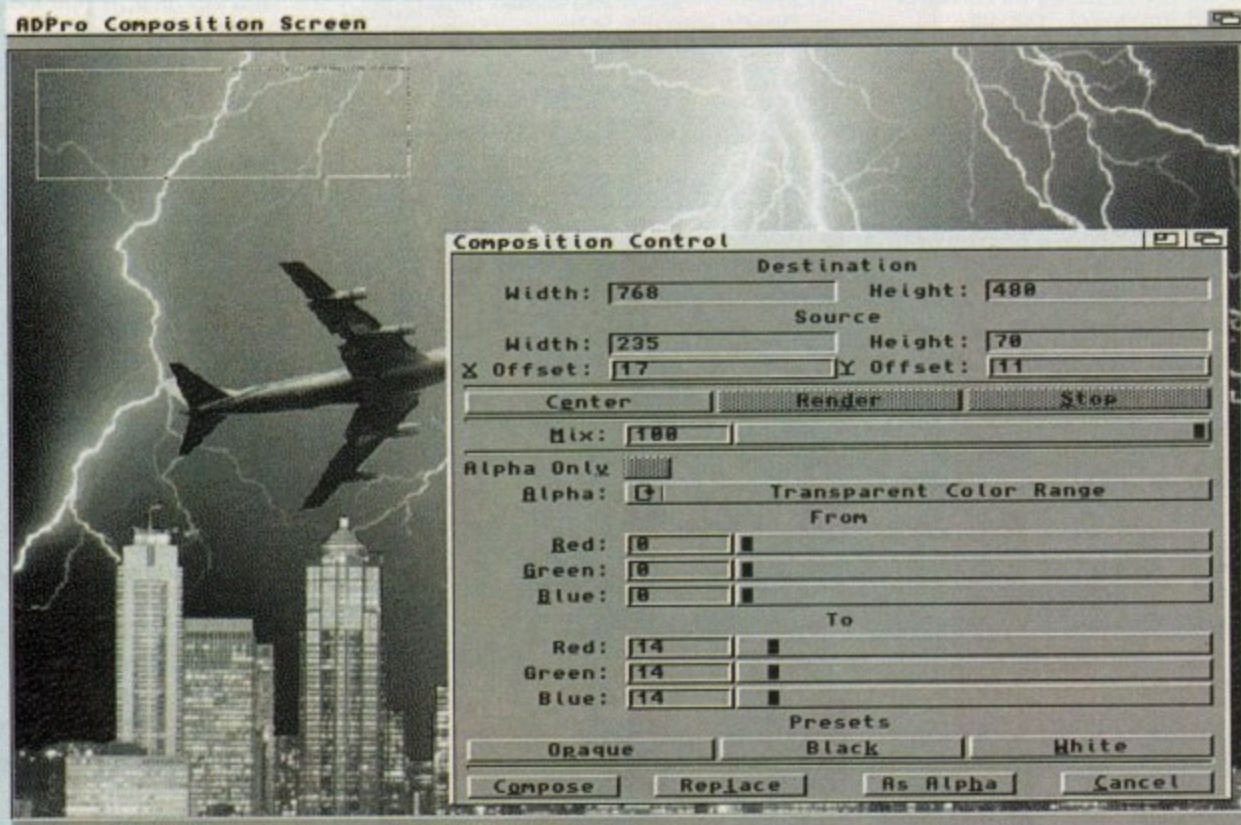 ADPro Composition Screen
Composition Control
Destination
Width: 768 Height: 480
Source
Width: 235 Height: 70
X Offset: 17 Y Offset: 11
Center Render Stop
Mix: 100
Alpha Only
Alpha: Transparent Color Range
From
Red: 0
Green: 0
Blue: 0
To
Red: 14
Green: 14
Blue: 14
Presets
Opaque Black White
Compose Replace As Alpha Cancel